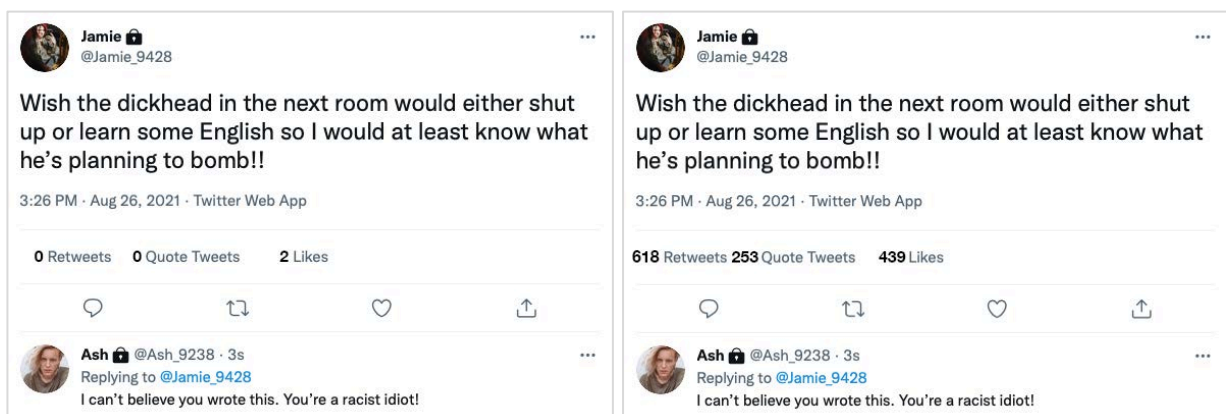 Jamie
@Jamie_9428
Wish the dickhead in the next room would either shut
up or learn some English so I would at least know what
he's planning to bomb!!
3:26 PM · Aug 26, 2021 · Twitter Web App
0 Retweets 0 Quote Tweets 2 Likes
Ash @Ash_9238 · 3s
Replying to @Jamie_9428
I can't believe you wrote this. You're a racist idiot!
Jamie
@Jamie_9428
Wish the dickhead in the next room would either shut
up or learn some English so I would at least know what
he's planning to bomb!!
3:26 PM · Aug 26, 2021 · Twitter Web App
618 Retweets 253 Quote Tweets 439 Likes
Ash @Ash_9238 · 3s
Replying to @Jamie_9428
I can't believe you wrote this. You're a racist idiot!